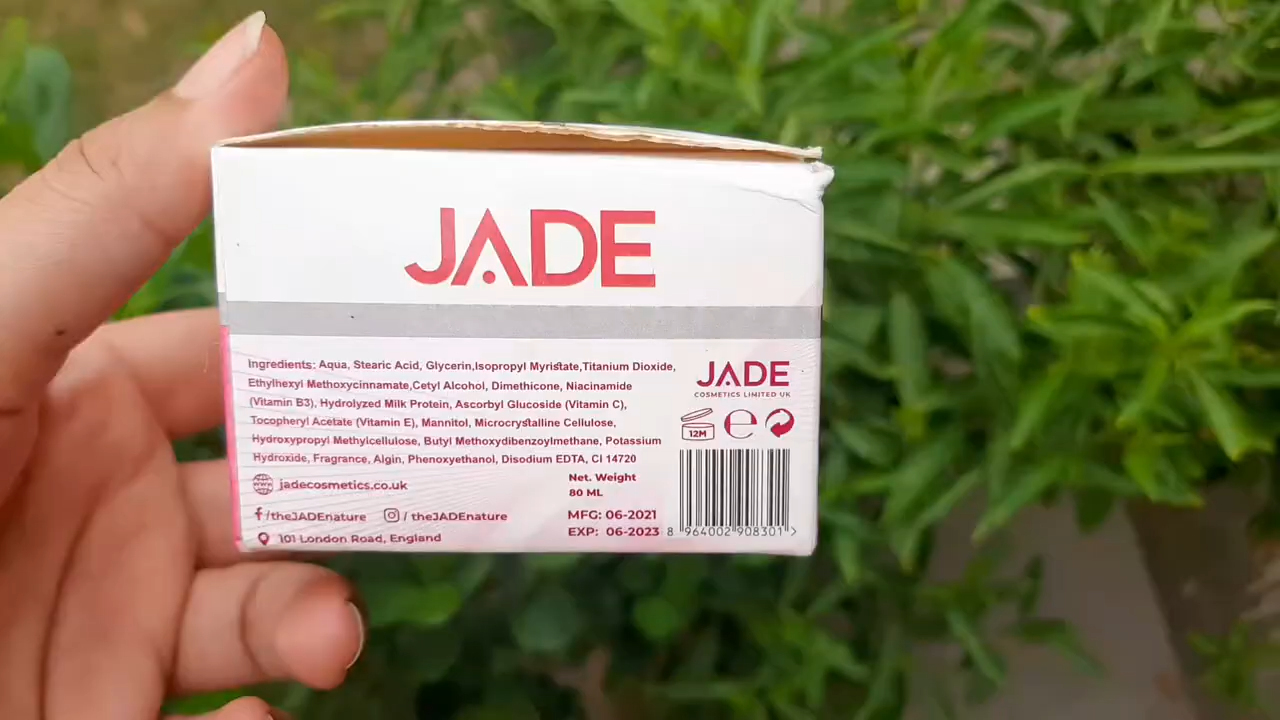 JADE
Ingredients: Aqua, Stearic Acid, Glycerin,Isopropyl Myristate,Titanium Dioxide,
Ethylhexyl Methoxycinnamate,Cetyl Alcohol, Dimethicone, Niacinamide
(Vitamin B3), Hydrolyzed Milk Protein, Ascorbyl Glucoside (Vitamin C),
Tocopheryl Acetate (Vitamin E), Mannitol, Microcrystalline Cellulose,
Hydroxypropyl Methylcellulose, Butyl Methoxydibenzoylmethane, Potassium
Hydroxide, Fragrance, Algin, Phenoxyethanol, Disodium EDTA, CI 14720
JADE
COSMETICS LIMITED UK
12M
jadecosmetics.co.uk
/theJADEnature / theJADEnature
101 London Road, England
Net. Weight
80 ML
MFG: 06-2021
EXP: 06-2023
8 964002 908301 >